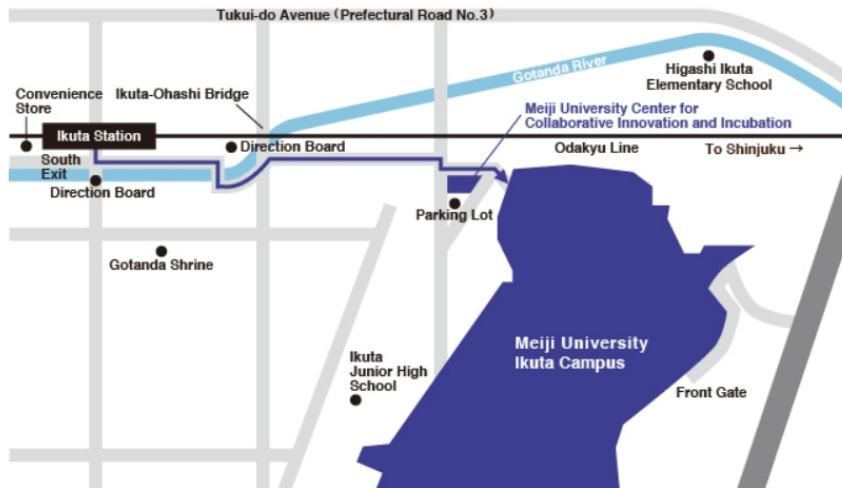 Tukui-do Avenue (Prefectural Road No.3)
Gotanda River
Higashi Ikuta
Elementary School
Convenience
Store
Ikuta-Ohashi Bridge
Meiji University Center for
Collaborative Innovation and Incubation
Ikuta Station
Direction Board
Odakyu Line
To Shinjuku →
South
Exit
Direction Board
Parking Lot
Gotanda Shrine
Meiji University
Ikuta Campus
Ikuta
Junior High
School
Front Gate